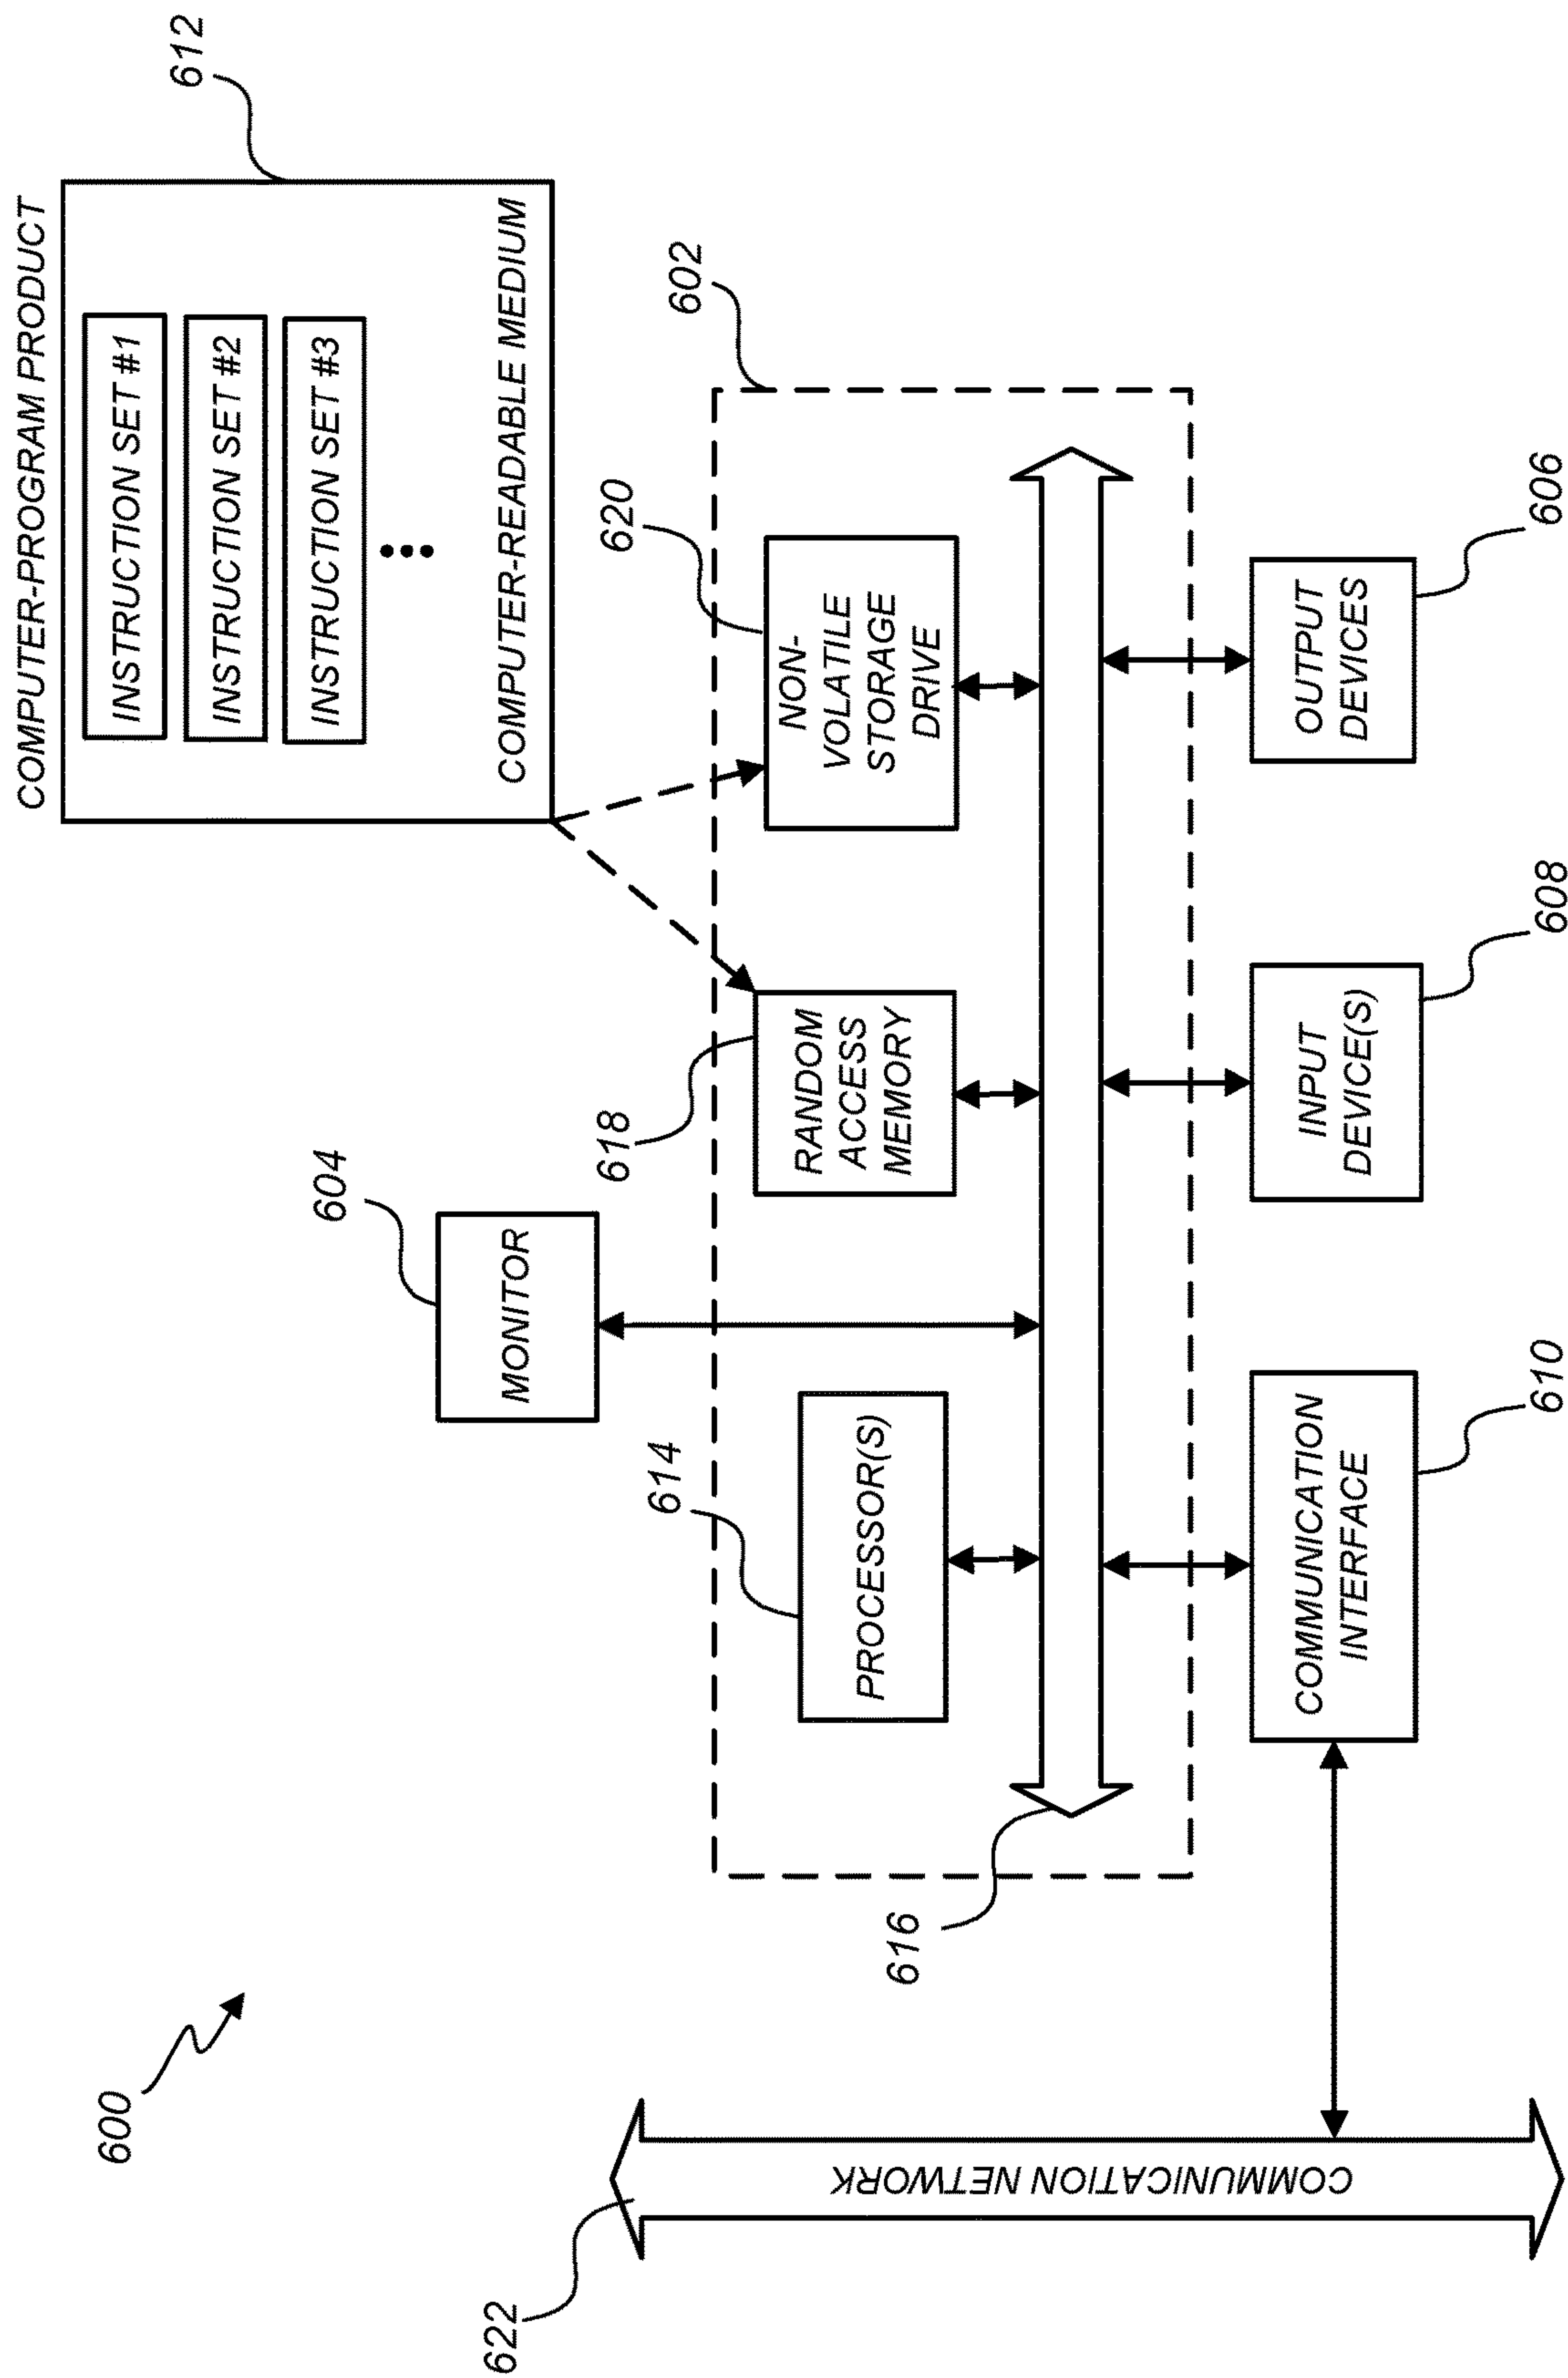 COMPUTER-PROGRAM PRODUCT
612
INSTRUCTION SET #1
INSTRUCTION SET #2
INSTRUCTION SET #3
COMPUTER-READABLE MEDIUM
604
MONITOR
602
600
614
618
620
PROCESSOR(S)
RANDOM
ACCESS
MEMORY
NON-
VOLATILE
STORAGE
DRIVE
616
622
COMMUNICATION NETWORK
COMMUNICATION
INTERFACE
610
INPUT
DEVICE(S)
608
OUTPUT
DEVICES
606